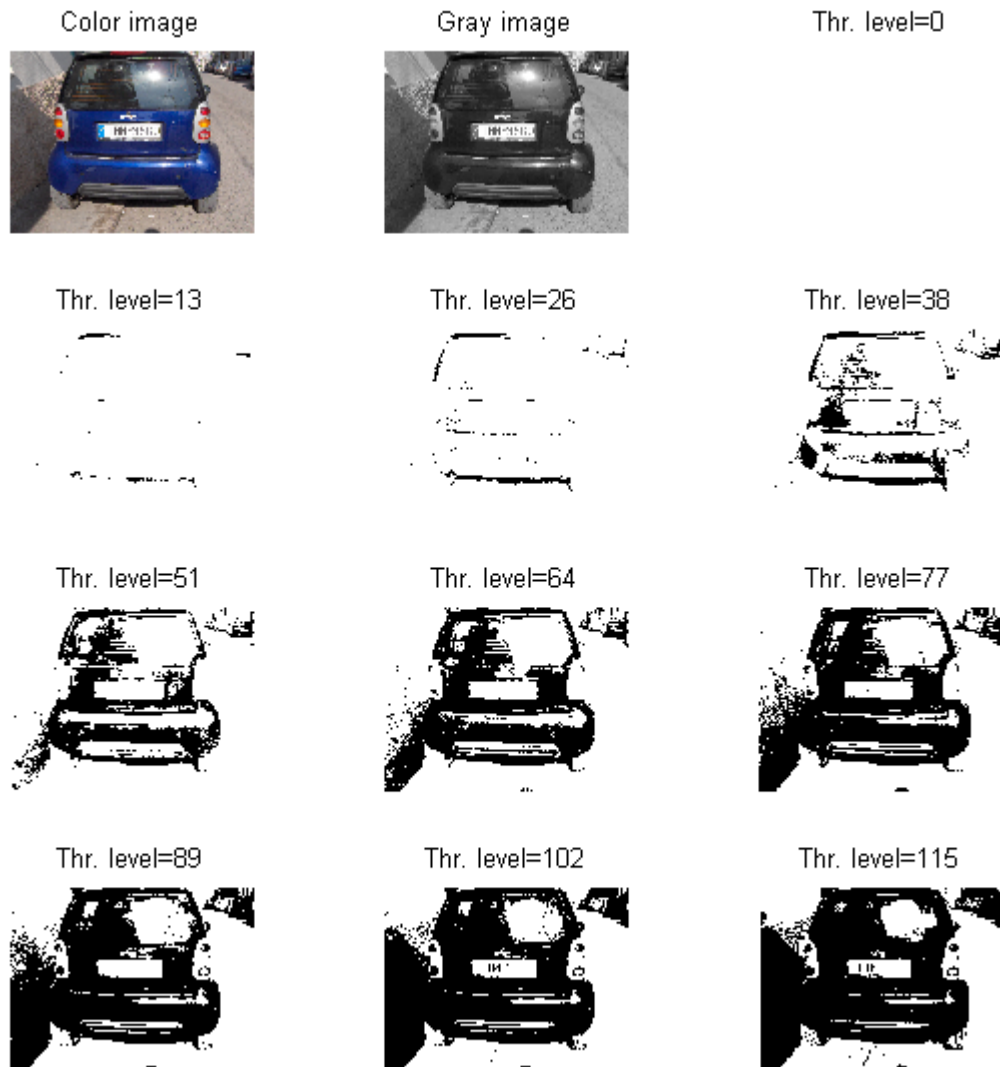 Color image
Gray image
Thr. level=0
Thr. level=13
Thr. level=26
Thr. level=38
Thr. level=51
Thr. level=64
Thr. level=77
Thr. level=89
Thr. level=102
Thr. level=115